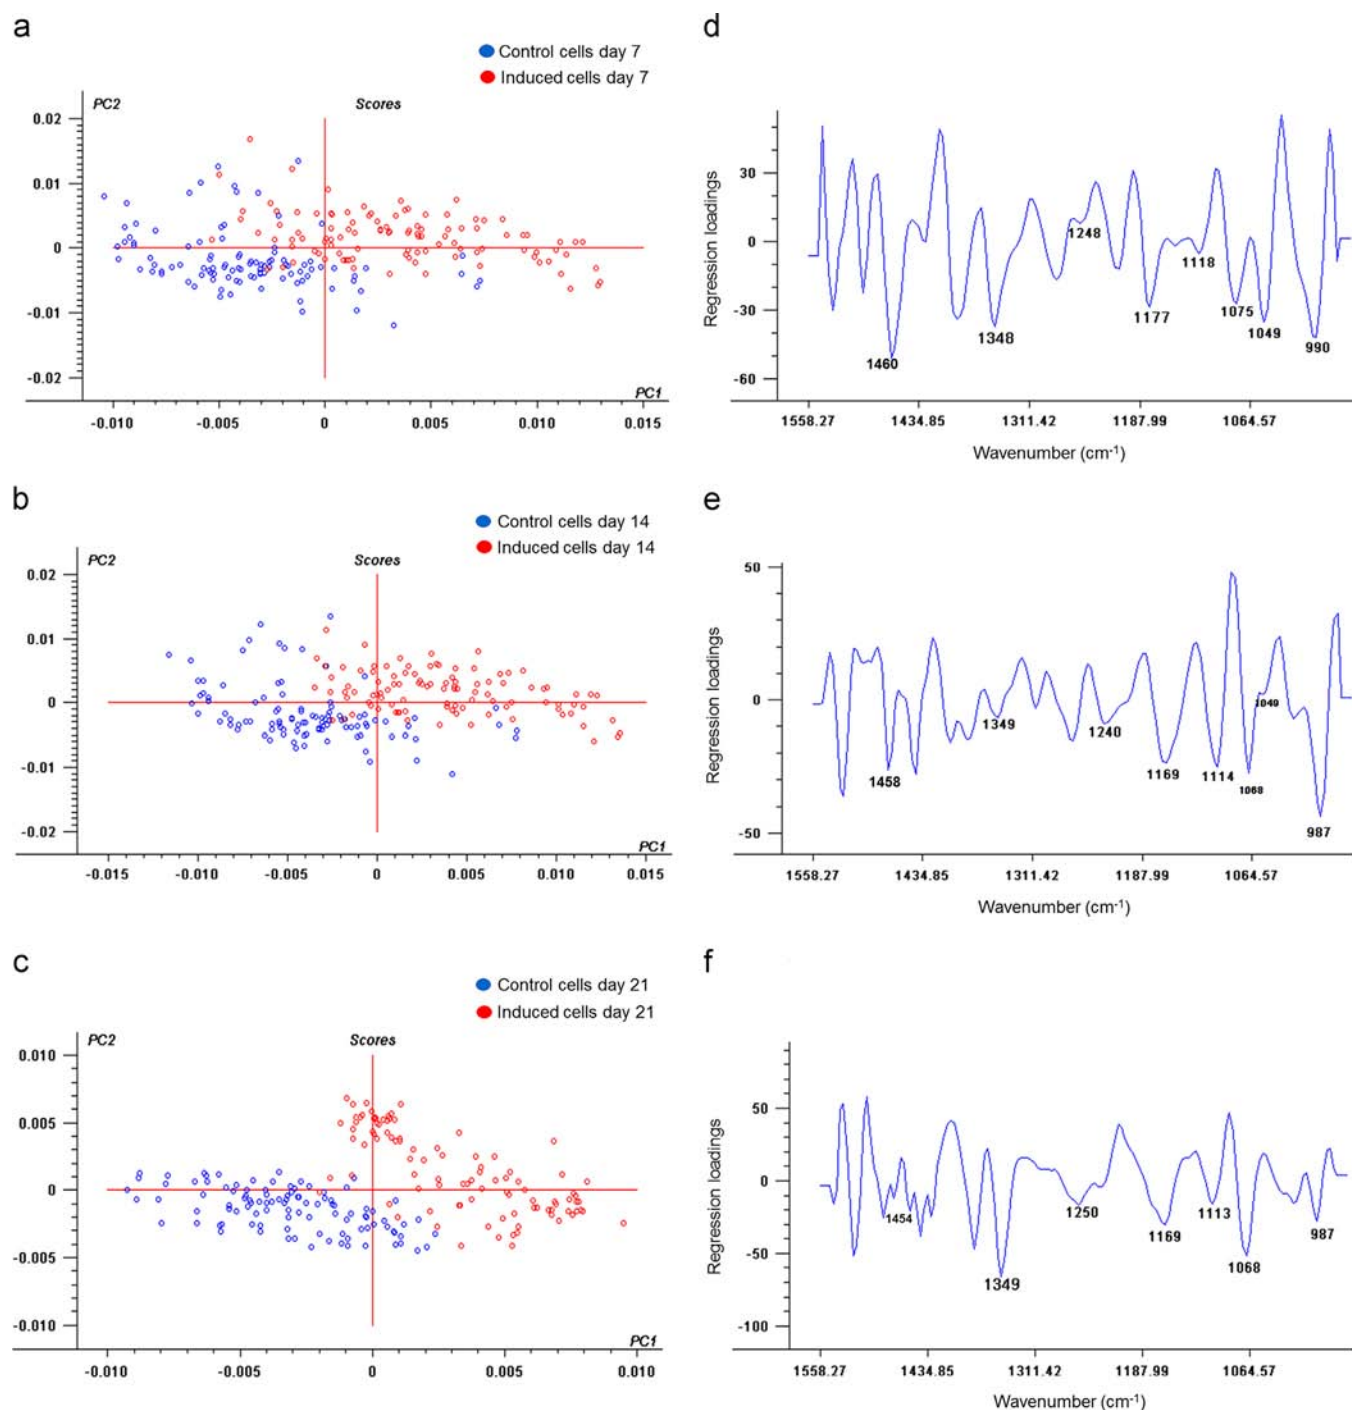 a
Control cells day 7
Induced cells day 7
PC2
Scores
0.02
0.01
0
-0.01
-0.02
PC1
-0.010 -0.005 0 0.005 0.010 0.015
d
Regression loadings
30
0
-30
-60
1460
1348
1248
1177
1118
1075
1049
990
1558.27 1434.85 1311.42 1187.99 1064.57
Wavenumber (cm-1)
b
Control cells day 14
Induced cells day 14
PC2
Scores
0.02
0.01
0
-0.01
-0.02
PC1
-0.015 -0.010 -0.005 0 0.005 0.010 0.015
e
Regression loadings
50
0
-50
1458
1349
1240
1169
1114
1068
1049
987
1558.27 1434.85 1311.42 1187.99 1064.57
Wavenumber (cm-1)
c
Control cells day 21
Induced cells day 21
PC2
Scores
0.010
0.005
0
-0.005
-0.010
PC1
-0.010 -0.005 0 0.005 0.010
f
Regression loadings
50
0
-50
-100
1454
1349
1250
1169
1113
1068
987
1558.27 1434.85 1311.42 1187.99 1064.57
Wavenumber (cm-1)